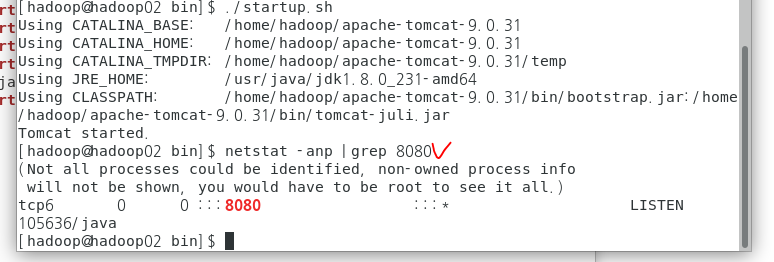 rt
rt
rt
ja
rt
[hadoop@hadoop02 bin]$ ./startup.sh
Using CATALINA_BASE:   /home/hadoop/apache-tomcat-9.0.31
Using CATALINA_HOME:   /home/hadoop/apache-tomcat-9.0.31
Using CATALINA_TMPDIR: /home/hadoop/apache-tomcat-9.0.31/temp
Using JRE_HOME:        /usr/java/jdk1.8.0_231-amd64
Using CLASSPATH:       /home/hadoop/apache-tomcat-9.0.31/bin/bootstrap.jar:/home
/hadoop/apache-tomcat-9.0.31/bin/tomcat-juli.jar
Tomcat started.
[hadoop@hadoop02 bin]$ netstat -anp |grep 8080
(Not all processes could be identified, non-owned process info
 will not be shown, you would have to be root to see it all.)
tcp6       0      0 :::8080                 :::*                    LISTEN
105636/java
[hadoop@hadoop02 bin]$